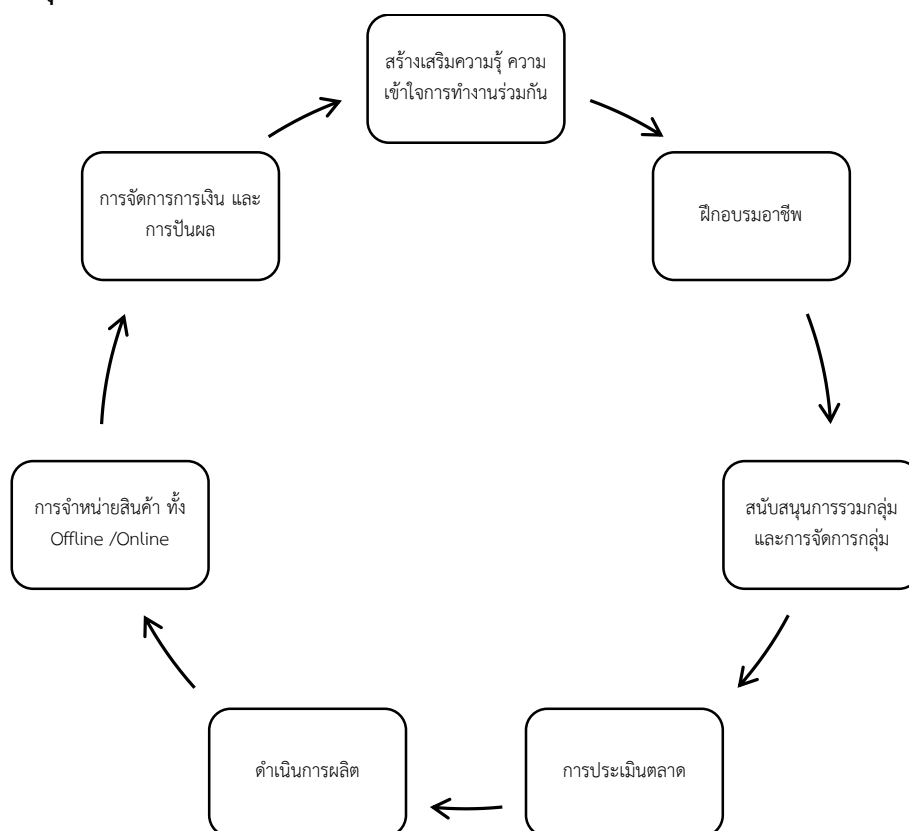 สร้างเสริมความรู้ ความ
เข้าใจการทำงานร่วมกัน
ฝึกอบรมอาชีพ
สนับสนุนการรวมกลุ่ม
และการจัดการกลุ่ม
การประเมินตลาด
ดำเนินการผลิต
การจำหน่ายสินค้า ทั้ง
Offline /Online
การจัดการการเงิน และ
การปันผล